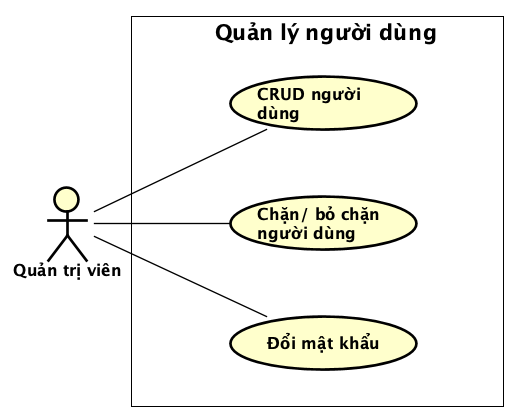 Quản lý người dùng
CRUD người
dùng
Chặn/ bỏ chặn
người dùng
Quản trị viên
Đổi mật khẩu